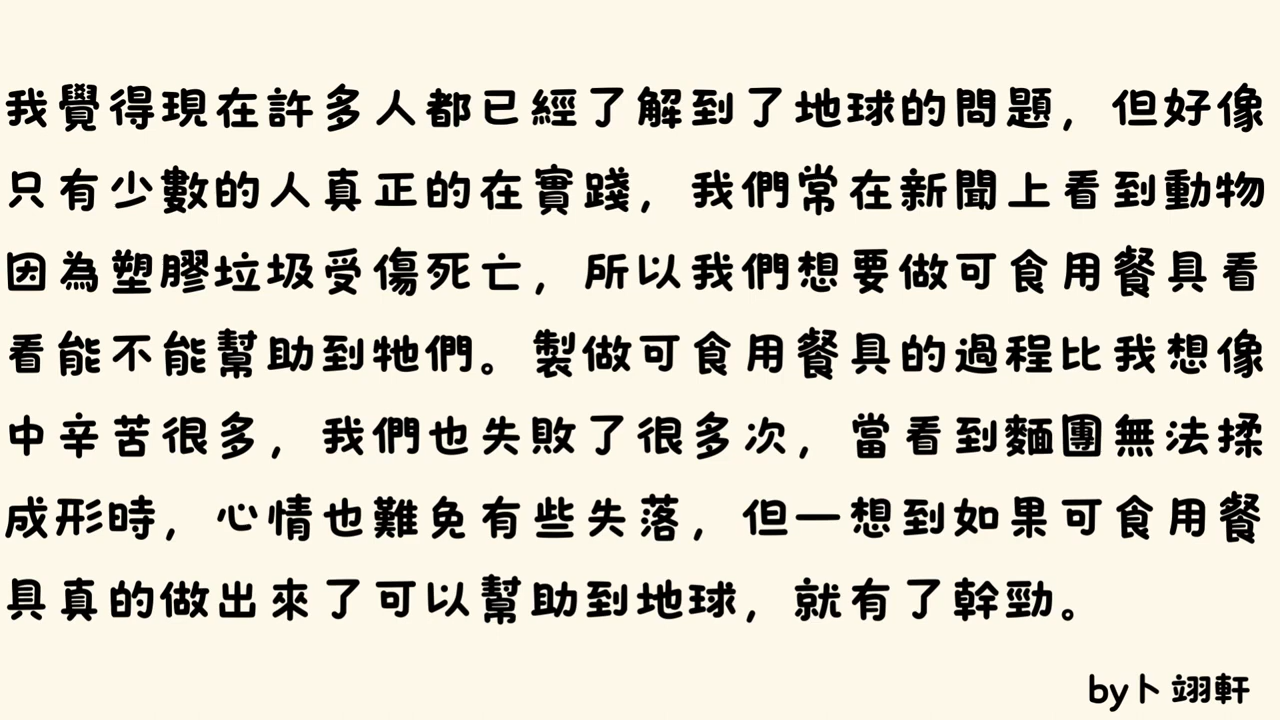 我覺得現在許多人都已經了解到了地球的問題，但好像
只有少數的人真正的在實踐，我們常在新聞上看到動物
因為塑膠垃圾受傷死亡，所以我們想要做可食用餐具看
看能不能幫助到牠們。製做可食用餐具的過程比我想像
中辛苦很多，我們也失敗了很多次，當看到麵團無法揉
成形時，心情也難免有些失落，但一想到如果可食用餐
具真的做出來了可以幫助到地球，就有了幹勁。
by卜翊軒